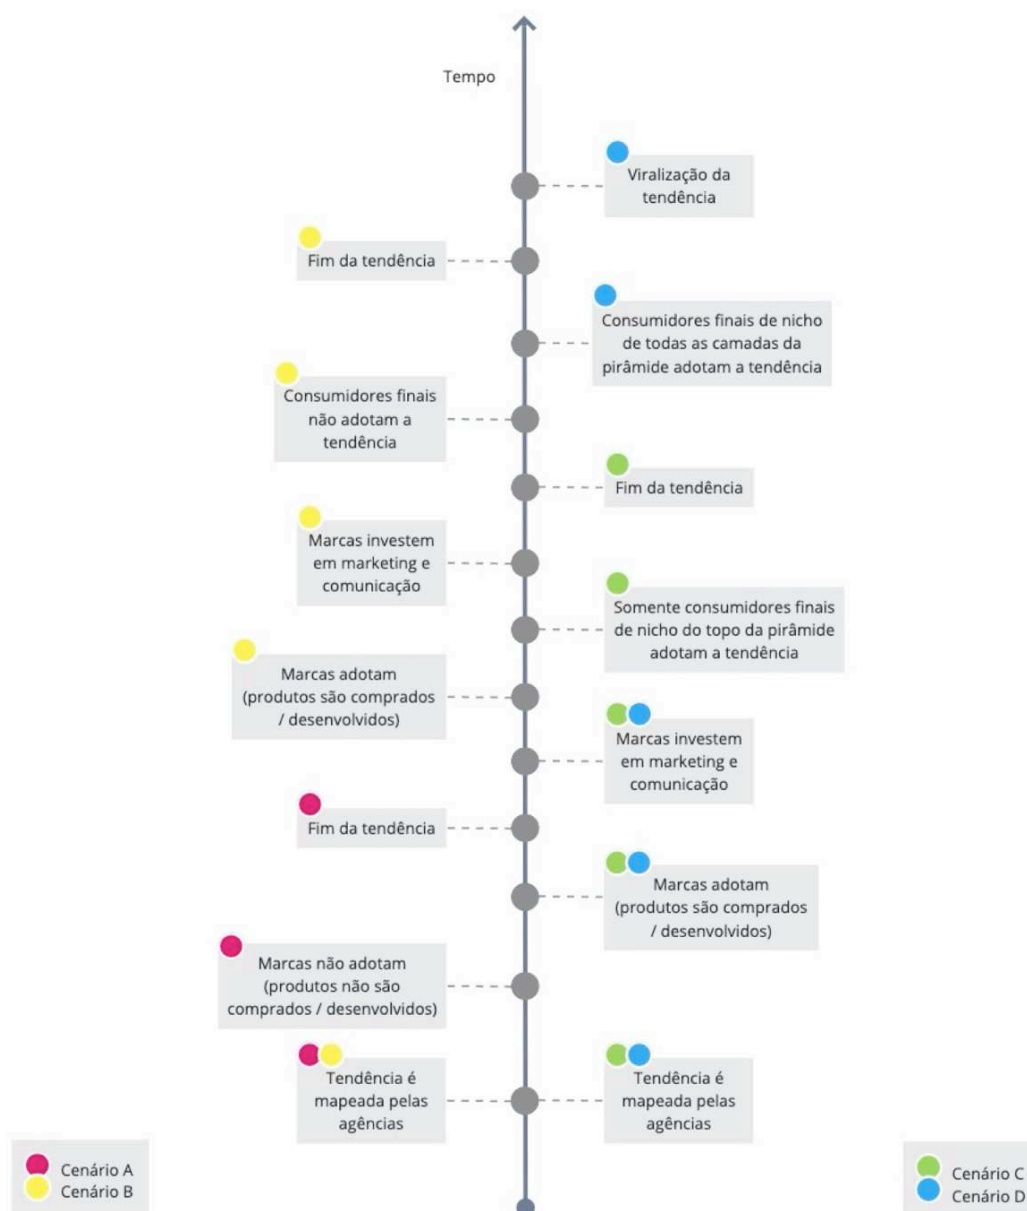 Tempo
Viralização da
tendência
Fim da tendência
Consumidores finais de nicho
de todas as camadas da
pirâmide adotam a tendência
Consumidores finais
não adotam a
tendência
Fim da tendência
Marcas investem
em marketing e
comunicação
Somente consumidores finais
de nicho do topo da pirâmide
adotam a tendência
Marcas adotam
(produtos são comprados
/ desenvolvidos)
Marcas investem
em marketing e
comunicação
Fim da tendência
Marcas adotam
(produtos são comprados
/ desenvolvidos)
Marcas não adotam
(produtos não são
comprados / desenvolvidos)
Tendência é
mapeada pelas
agências
Tendência é
mapeada pelas
agências
Cenário A
Cenário B
Cenário C
Cenário D